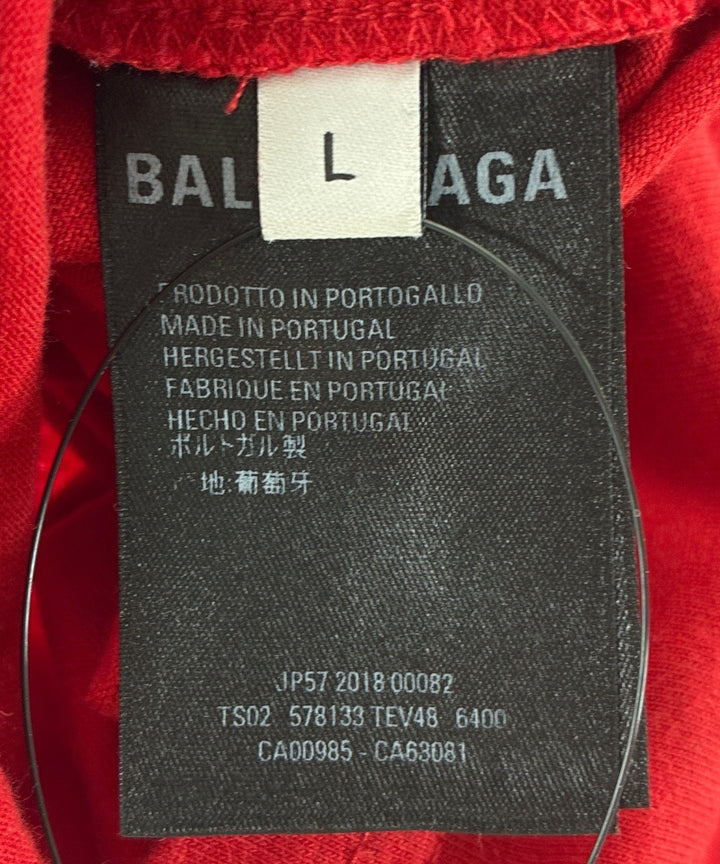 L
BAL AGA
PRODOTTO IN PORTOGALLO
MADE IN PORTUGAL
HERGESTELLT IN PORTUGAL
FABRIQUE EN PORTUGAL
HECHO EN PORTUGAL
ポルトガル製
地:葡萄牙
JP57 2018 00082
TS02 578133 TEV48 6400
CA00985 - CA63081